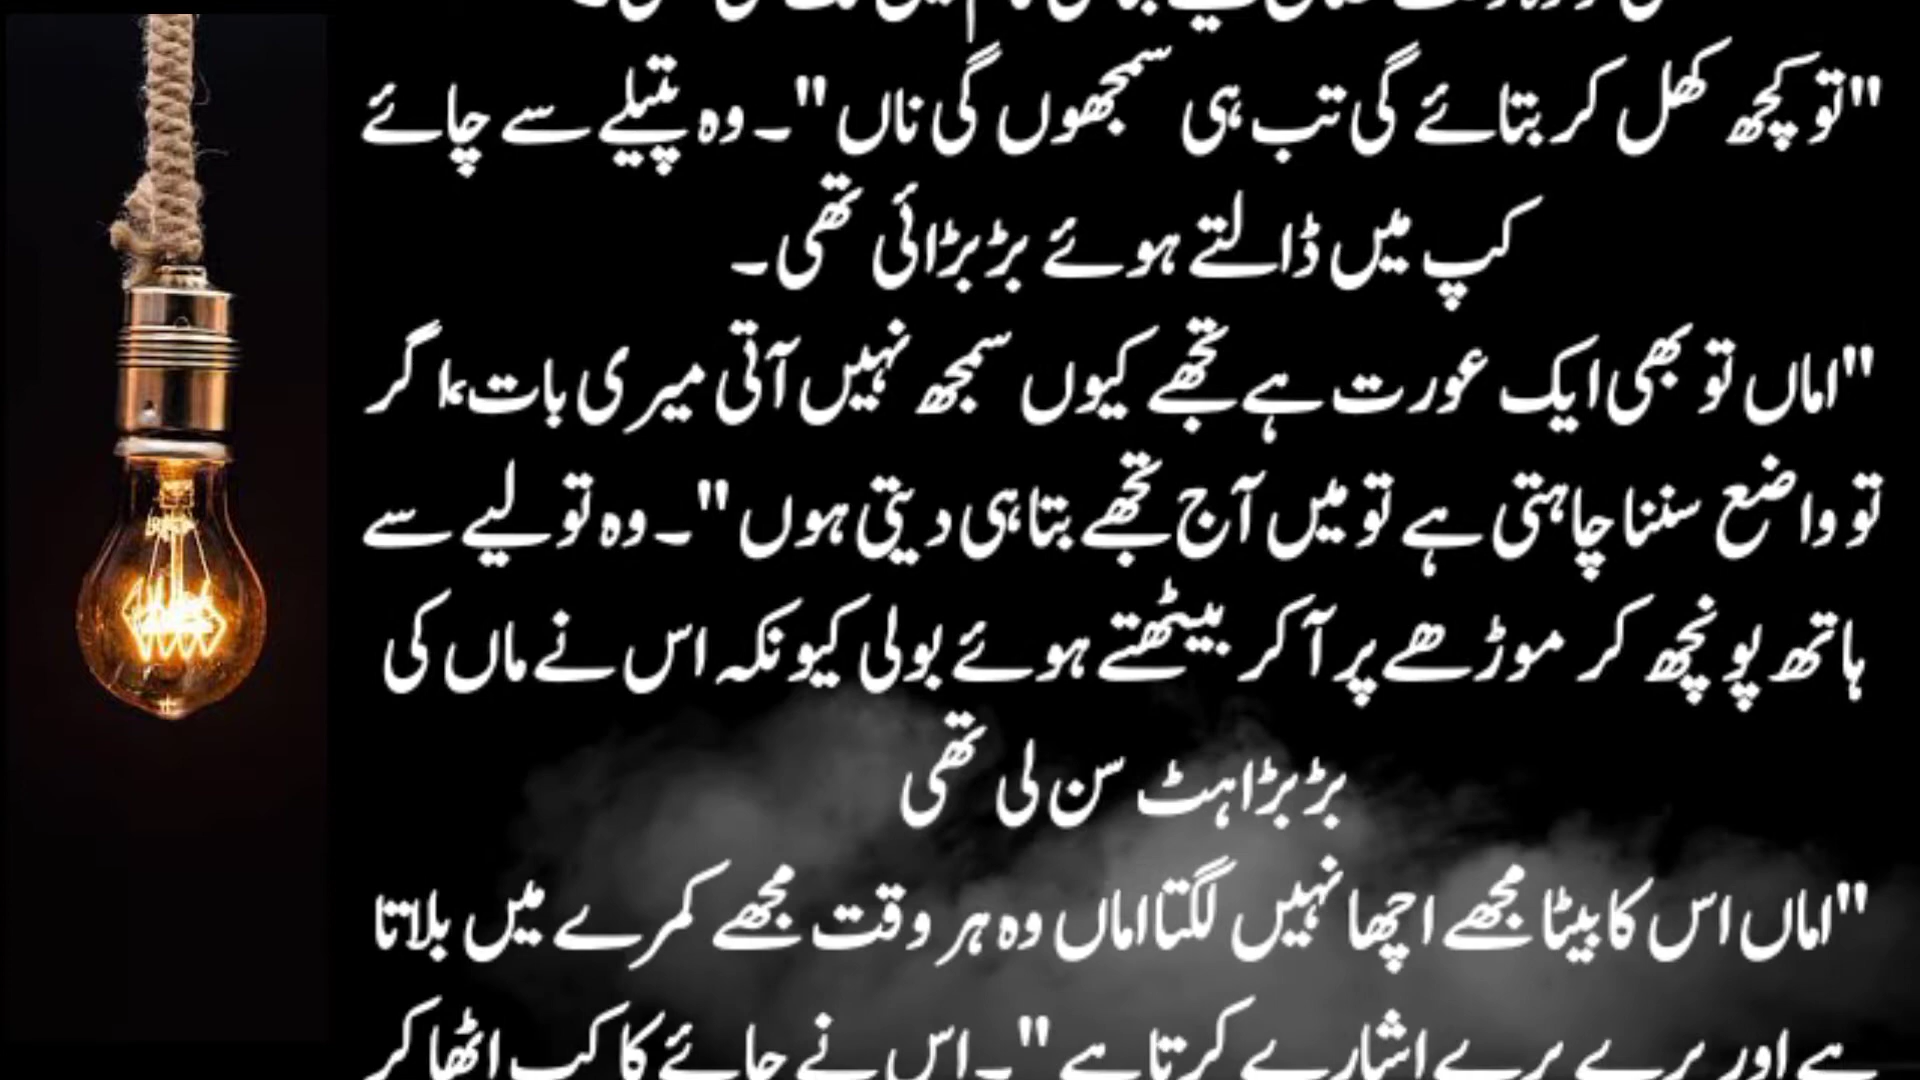 "تو کچھ کھل کر بتائے گی تب ہی سمجھوں گی ناں"۔ وہ پتیلے سے چائے
کپ میں ڈالتے ہوئے بڑبڑائی تھی۔
"اماں تو بھی ایک عورت ہے تجھے کیوں سمجھ نہیں آتی میری بات، اگر
تو واضع سننا چاہتی ہے تو میں آج تجھے بتا ہی دیتی ہوں"۔ وہ تولیے سے
ہاتھ پونچھ کر موڑھے پر آ کر بیٹھتے ہوئے بولی کیونکہ اس نے ماں کی
بڑبڑاہٹ سن لی تھی
"اماں اس کا بیٹا مجھے اچھا نہیں لگتا اماں وہ ہر وقت مجھے کمرے میں بلاتا
ہے اور برے برے اشارے کرتا ہے"۔ اس نے چائے کا کپ اٹھا کر